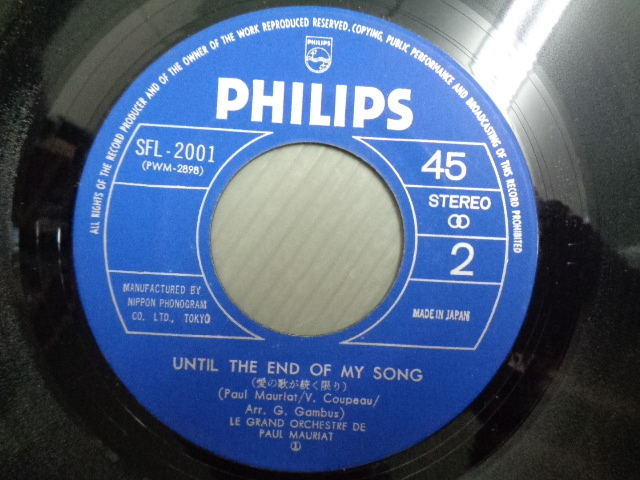 ALL RIGHTS OF THE RECORD PRODUCER AND OF THE OWNER OF THE WORK REPRODUCED RESERVED. COPYING, PUBLIC PERFORMANCE AND BROADCASTING OF THIS RECORD PROHIBITED
PHILIPS
PHILIPS
SFL-2001
(PWM-2898)
45
STEREO
2
MANUFACTURED BY
NIPPON PHONOGRAM
CO. LTD., TOKYO
MADE IN JAPAN
UNTIL THE END OF MY SONG
(愛の歌が続く限り)
(Paul Mauriat/V. Coupeau/
Arr. G. Gambus)
LE GRAND ORCHESTRE DE
PAUL MAURIAT